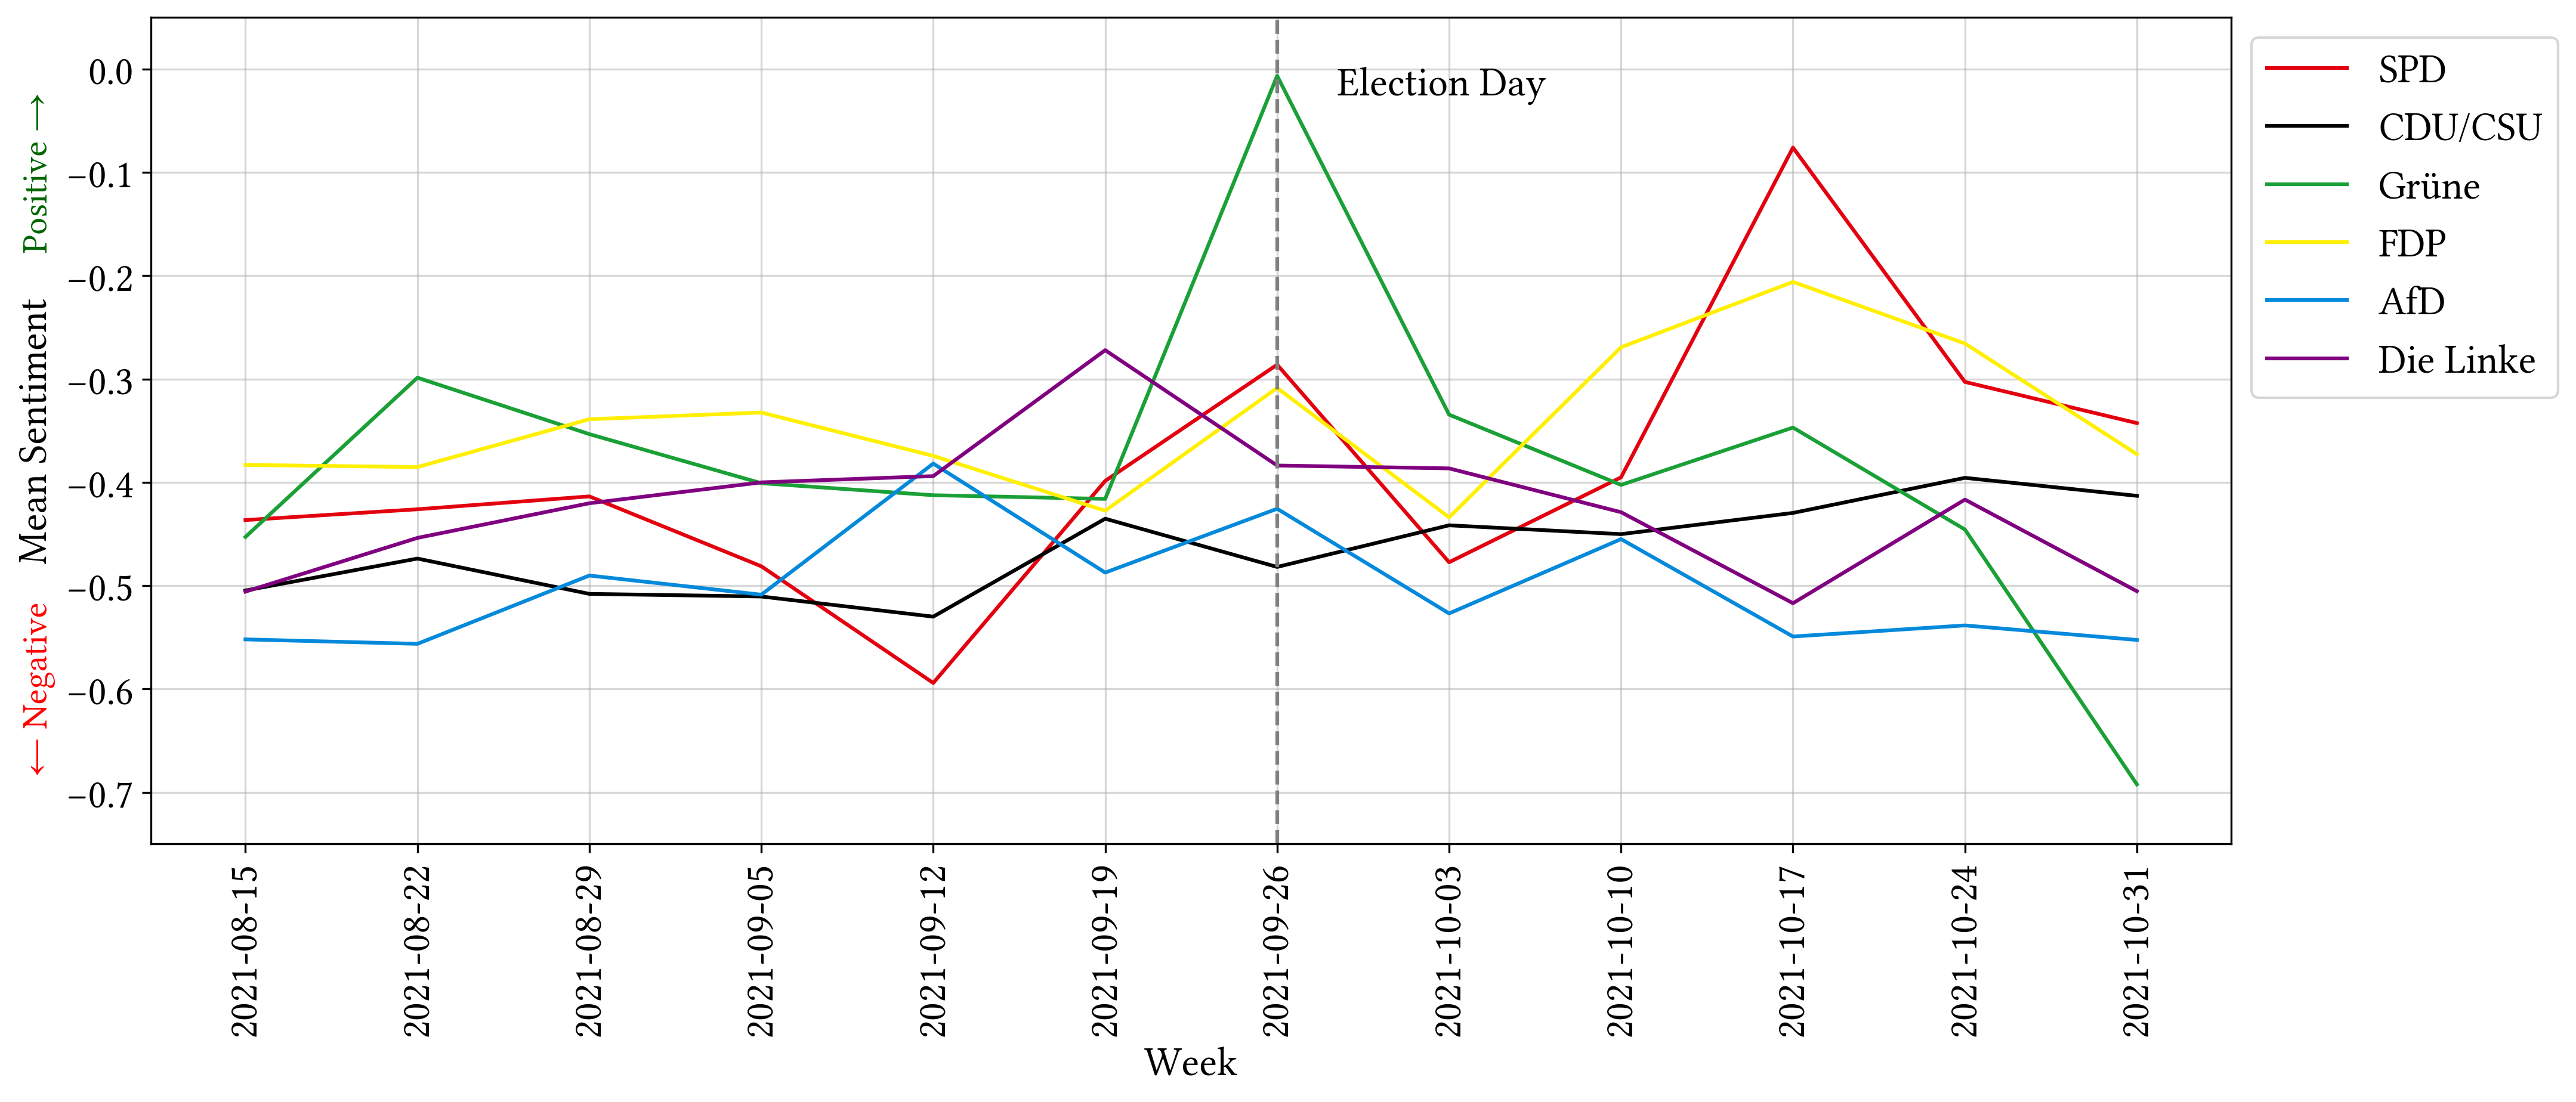 0.0
−0.1
−0.2
−0.3
−0.4
−0.5
−0.6
−0.7
← Negative Mean Sentiment Positive →
Election Day
2021-08-15
2021-08-22
2021-08-29
2021-09-05
2021-09-12
2021-09-19
2021-09-26
2021-10-03
2021-10-10
2021-10-17
2021-10-24
2021-10-31
Week
SPD
CDU/CSU
Grüne
FDP
AfD
Die Linke